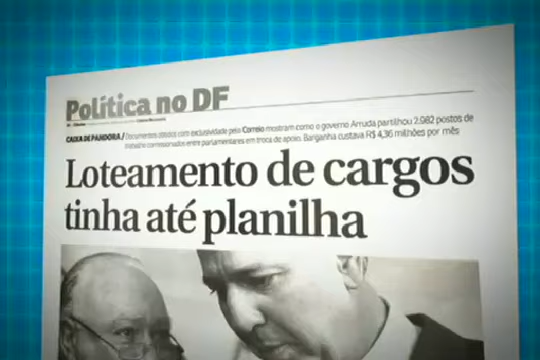 Política no DF
CAIXA DE PANDORA / Documentos obtidos com exclusividade pelo Correio mostram como o governo Arruda partilhou 2.982 postos de
trabalho comissionados entre parlamentares em troca de apoio. Barganha custava R$ 4,36 milhões por mês
Loteamento de cargos
tinha até planilha